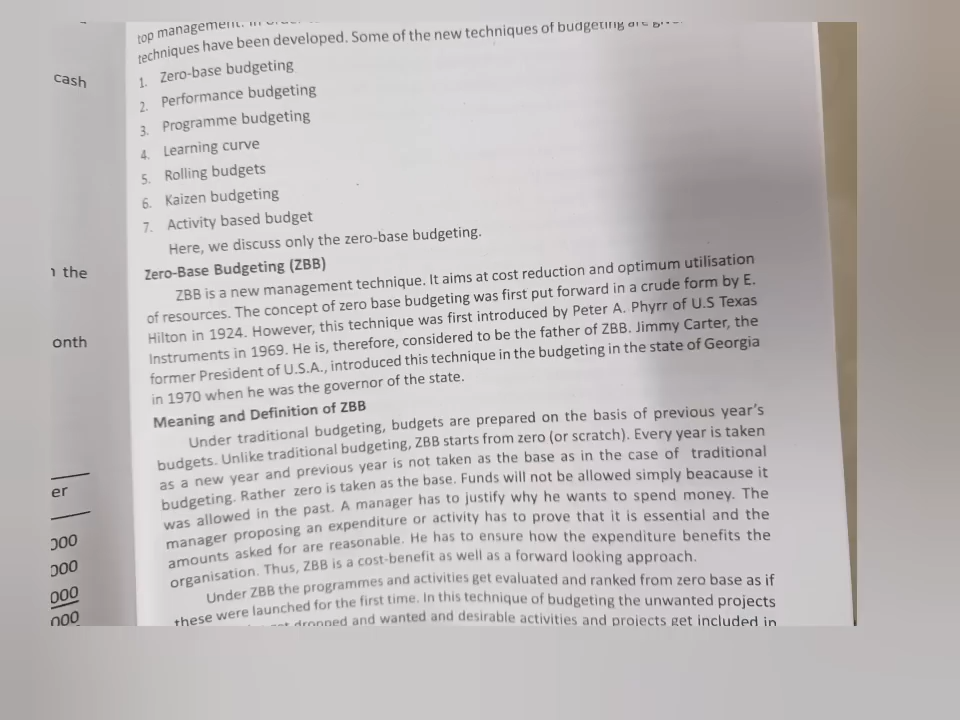 cash
the
onth
er
000
000
000
000
top management.
techniques have been developed. Some of the new techniques of budgeting are
1. Zero-base budgeting
2. Performance budgeting
3. Programme budgeting
4. Learning curve
5. Rolling budgets
6. Kaizen budgeting
7. Activity based budget
Here, we discuss only the zero-base budgeting.
Zero-Base Budgeting (ZBB)
ZBB is a new management technique. It aims at cost reduction and optimum utilisation
of resources. The concept of zero base budgeting was first put forward in a crude form by E.
Hilton in 1924. However, this technique was first introduced by Peter A. Phyrr of U.S Texas
Instruments in 1969. He is, therefore, considered to be the father of ZBB. Jimmy Carter, the
former President of U.S.A., introduced this technique in the budgeting in the state of Georgia
in 1970 when he was the governor of the state.
Meaning and Definition of ZBB
Under traditional budgeting, budgets are prepared on the basis of previous year's
budgets. Unlike traditional budgeting, ZBB starts from zero (or scratch). Every year is taken
as a new year and previous year is not taken as the base as in the case of traditional
budgeting. Rather zero is taken as the base. Funds will not be allowed simply beacause it
was allowed in the past. A manager has to justify why he wants to spend money. The
manager proposing an expenditure or activity has to prove that it is essential and the
amounts asked for are reasonable. He has to ensure how the expenditure benefits the
organisation. Thus, ZBB is a cost-benefit as well as a forward looking approach.
Under ZBB the programmes and activities get evaluated and ranked from zero base as if
these were launched for the first time. In this technique of budgeting the unwanted projects
dropped and wanted and desirable activities and projects get included in